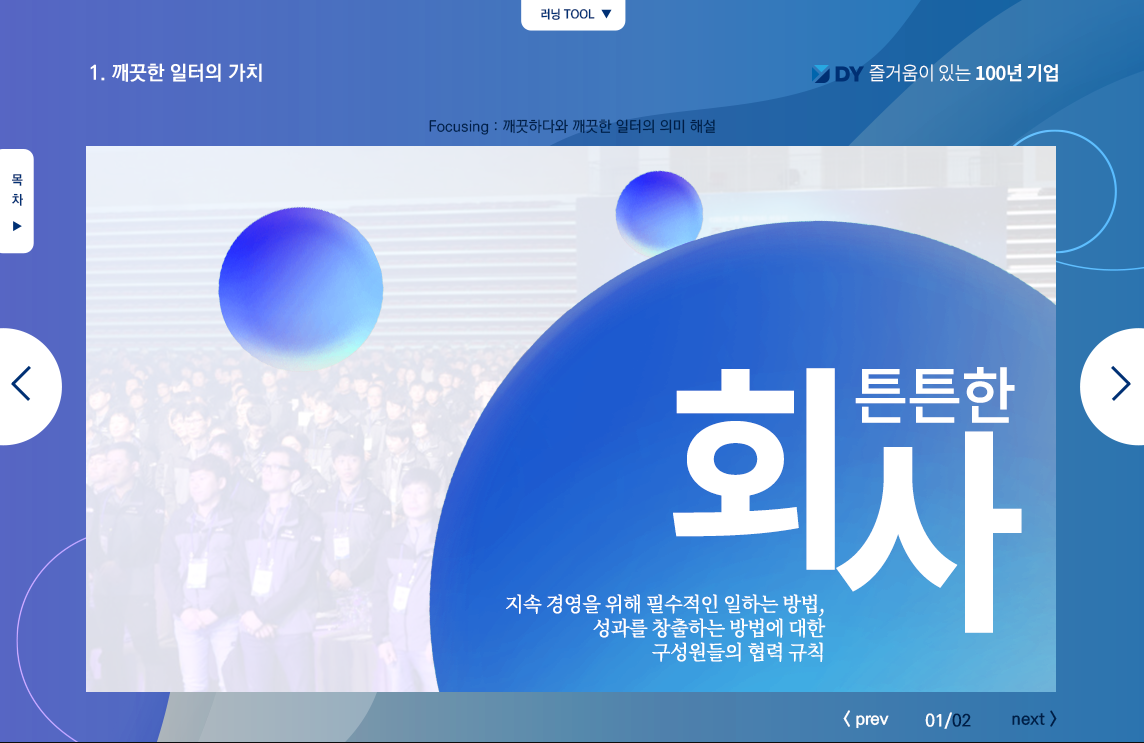 러닝 TOOL ▼
1. 깨끗한 일터의 가치
DY 즐거움이 있는 100년 기업
Focusing : 깨끗하다와 깨끗한 일터의 의미 해설
목
차
▶
튼튼한
회사
지속 경영을 위해 필수적인 일하는 방법,
성과를 창출하는 방법에 대한
구성원들의 협력 규칙
〈 prev 01/02 next 〉